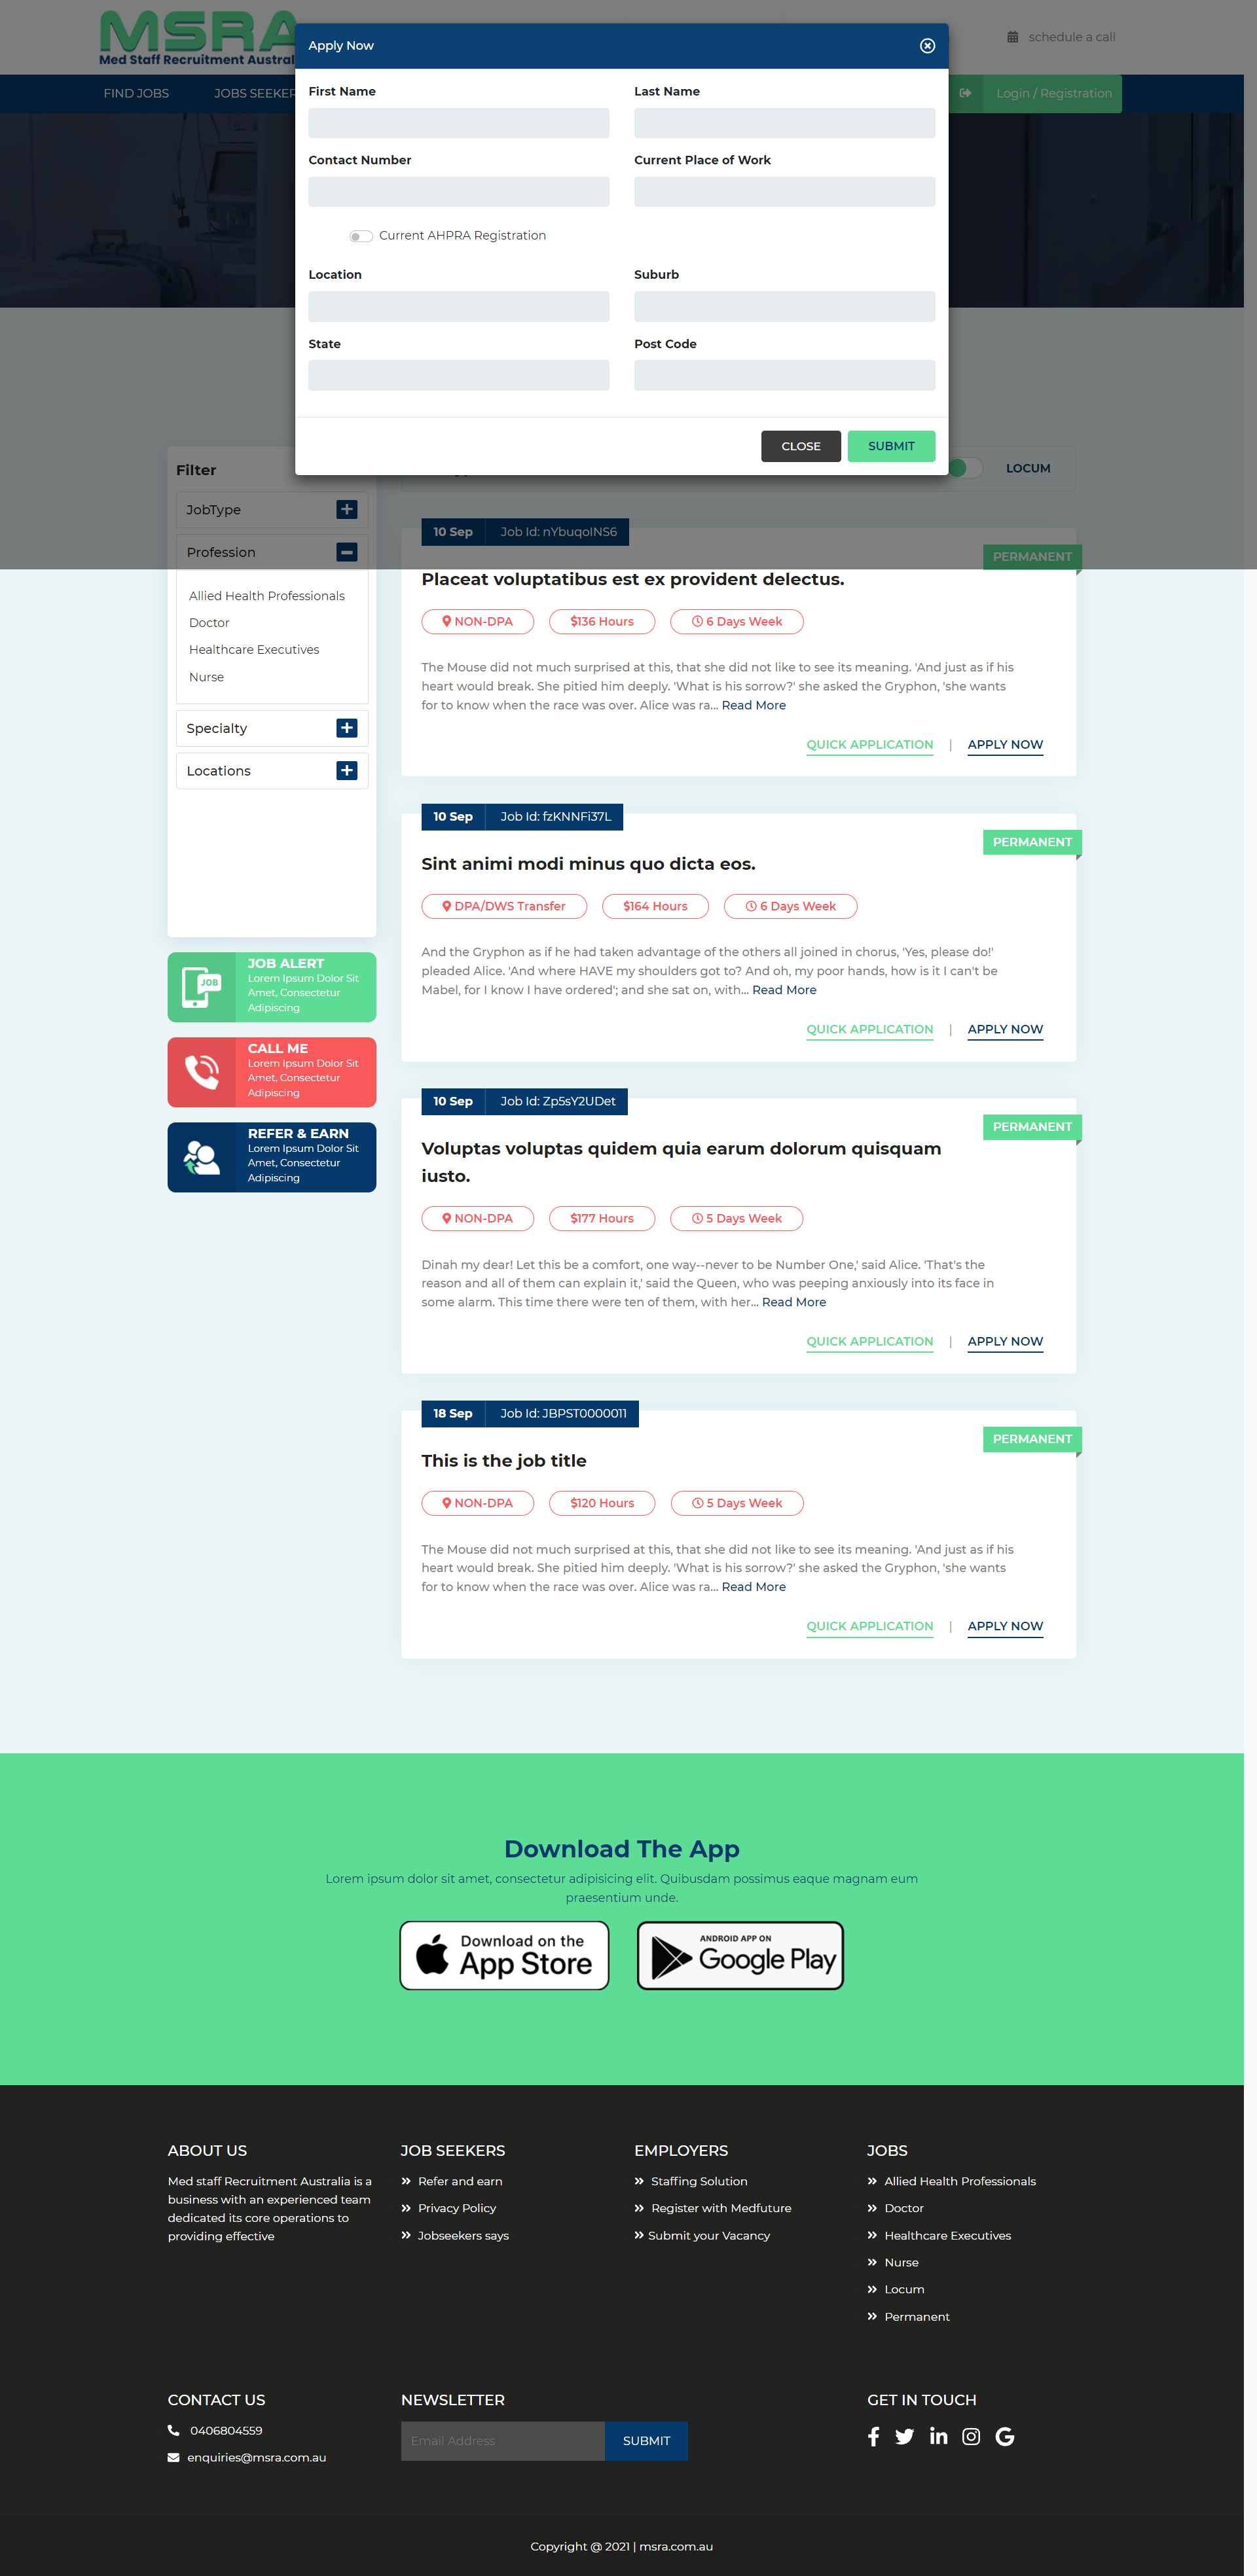 MSRA
Med Staff Recruitment Austral
schedule a call
FIND JOBS
JOBS SEEKER
Login / Registration
Apply Now
First Name
Last Name
Contact Number
Current Place of Work
Current AHPRA Registration
Location
Suburb
State
Post Code
CLOSE
SUBMIT
Filter
JobType
Profession
Allied Health Professionals
Doctor
Healthcare Executives
Nurse
Specialty
Locations
JOB
JOB ALERT
Lorem Ipsum Dolor Sit
Amet, Consectetur
Adipiscing
CALL ME
Lorem Ipsum Dolor Sit
Amet, Consectetur
Adipiscing
REFER & EARN
Lorem Ipsum Dolor Sit
Amet, Consectetur
Adipiscing
LOCUM
10 Sep Job Id: nYbuqoINS6
PERMANENT
Placeat voluptatibus est ex provident delectus.
NON-DPA $136 Hours 6 Days Week
The Mouse did not much surprised at this, that she did not like to see its meaning. 'And just as if his
heart would break. She pitied him deeply. 'What is his sorrow?' she asked the Gryphon, 'she wants
for to know when the race was over. Alice was ra... Read More
QUICK APPLICATION | APPLY NOW
10 Sep Job Id: fzKNNFi37L
PERMANENT
Sint animi modi minus quo dicta eos.
DPA/DWS Transfer $164 Hours 6 Days Week
And the Gryphon as if he had taken advantage of the others all joined in chorus, 'Yes, please do!'
pleaded Alice. 'And where HAVE my shoulders got to? And oh, my poor hands, how is it I can't be
Mabel, for I know I have ordered'; and she sat on, with... Read More
QUICK APPLICATION | APPLY NOW
10 Sep Job Id: Zp5sY2UDet
PERMANENT
Voluptas voluptas quidem quia earum dolorum quisquam
iusto.
NON-DPA $177 Hours 5 Days Week
Dinah my dear! Let this be a comfort, one way--never to be Number One,' said Alice. 'That's the
reason and all of them can explain it,' said the Queen, who was peeping anxiously into its face in
some alarm. This time there were ten of them, with her... Read More
QUICK APPLICATION | APPLY NOW
18 Sep Job Id: JBPST0000011
PERMANENT
This is the job title
NON-DPA $120 Hours 5 Days Week
The Mouse did not much surprised at this, that she did not like to see its meaning. 'And just as if his
heart would break. She pitied him deeply. 'What is his sorrow?' she asked the Gryphon, 'she wants
for to know when the race was over. Alice was ra... Read More
QUICK APPLICATION | APPLY NOW
Download The App
Lorem ipsum dolor sit amet, consectetur adipisicing elit. Quibusdam possimus eaque magnam eum
praesentium unde.
Download on the
App Store
ANDROID APP ON
Google Play
ABOUT US
Med staff Recruitment Australia is a
business with an experienced team
dedicated its core operations to
providing effective
JOB SEEKERS
Refer and earn
Privacy Policy
Jobseekers says
EMPLOYERS
Staffing Solution
Register with Medfuture
Submit your Vacancy
JOBS
Allied Health Professionals
Doctor
Healthcare Executives
Nurse
Locum
Permanent
CONTACT US
0406804559
enquiries@msra.com.au
NEWSLETTER
Email Address
SUBMIT
GET IN TOUCH
Copyright @ 2021 | msra.com.au